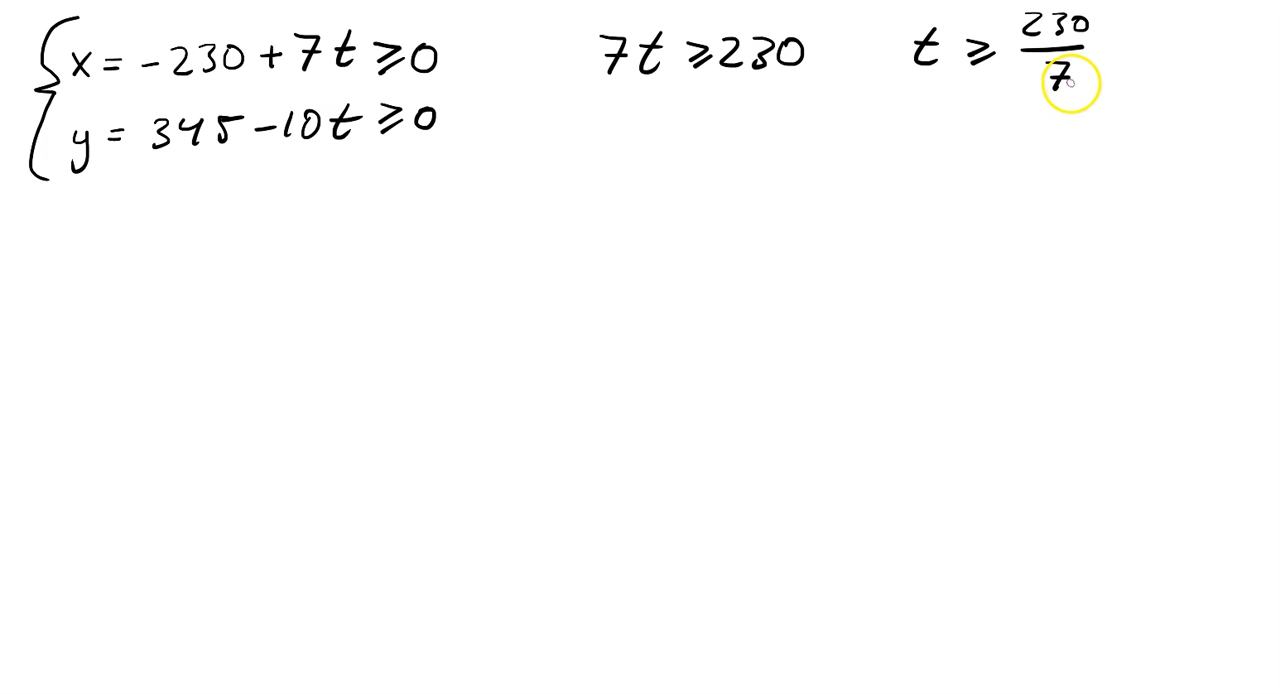 x = -230 + 7t ≥ 0    7t ≥ 230    t ≥ 230/7
y = 345 - 10t ≥ 0